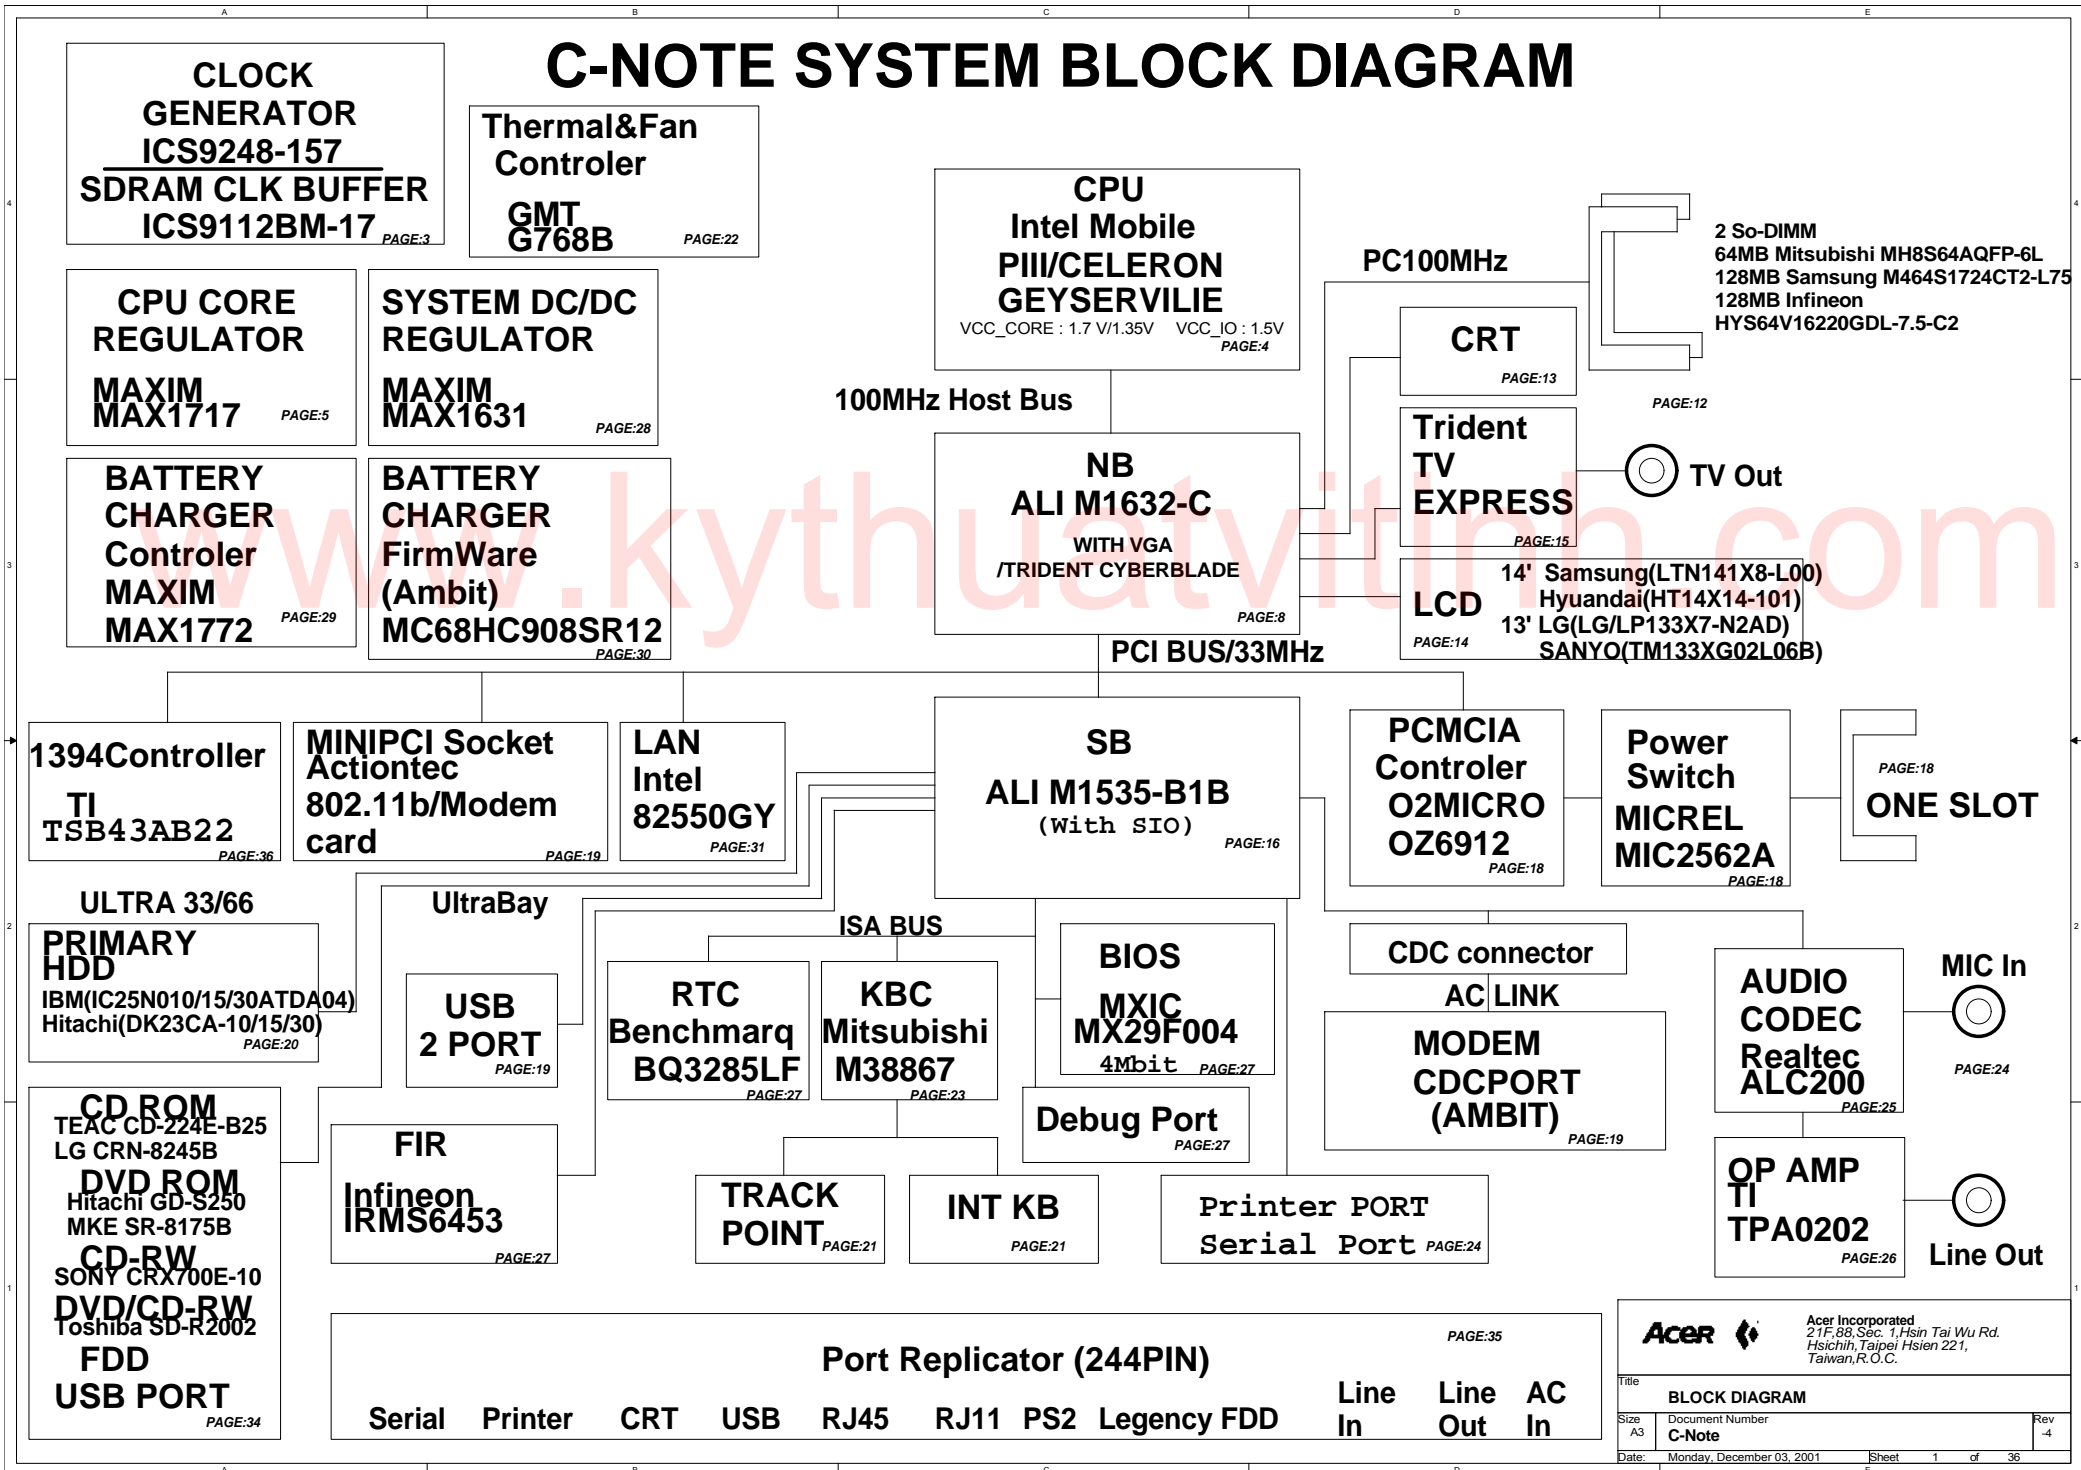 C-NOTE SYSTEM BLOCK DIAGRAM
A
B
C
D
E
CLOCK
GENERATOR
ICS9248-157
SDRAM CLK BUFFER
ICS9112BM-17
PAGE:3
Thermal&Fan
Controler
GMT
G768B
PAGE:22
CPU
Intel Mobile
PIII/CELERON
GEYSERVILIE
VCC_CORE : 1.7 V/1.35V VCC_IO : 1.5V
PAGE:4
PC100MHz
2 So-DIMM
64MB Mitsubishi MH8S64AQFP-6L
128MB Samsung M464S1724CT2-L75
128MB Infineon
HYS64V16220GDL-7.5-C2
PAGE:12
4
4
CPU CORE
REGULATOR
MAXIM
MAX1717
PAGE:5
SYSTEM DC/DC
REGULATOR
MAXIM
MAX1631
PAGE:28
100MHz Host Bus
CRT
PAGE:13
Trident
TV
EXPRESS
PAGE:15
TV Out
BATTERY
CHARGER
Controler
MAXIM
MAX1772
PAGE:29
BATTERY
CHARGER
FirmWare
(Ambit)
MC68HC908SR12
PAGE:30
NB
ALI M1632-C
WITH VGA
/TRIDENT CYBERBLADE
PAGE:8
LCD
PAGE:14
14' Samsung(LTN141X8-L00)
Hyuandai(HT14X14-101)
13' LG(LG/LP133X7-N2AD)
SANYO(TM133XG02L06B)
3
3
www.kythuatvitinh.com
PCI BUS/33MHz
1394Controller
TI
TSB43AB22
PAGE:36
MINIPCI Socket
Actiontec
802.11b/Modem
card
PAGE:19
LAN
Intel
82550GY
PAGE:31
SB
ALI M1535-B1B
(With SIO)
PAGE:16
PCMCIA
Controler
O2MICRO
OZ6912
PAGE:18
Power
Switch
MICREL
MIC2562A
PAGE:18
PAGE:18
ONE SLOT
ULTRA 33/66
UltraBay
ISA BUS
2
2
PRIMARY
HDD
IBM(IC25N010/15/30ATDA04)
Hitachi(DK23CA-10/15/30)
PAGE:20
USB
2 PORT
PAGE:19
RTC
Benchmarq
BQ3285LF
PAGE:27
KBC
Mitsubishi
M38867
PAGE:23
BIOS
MXIC
MX29F004
4Mbit
PAGE:27
CDC connector
AC LINK
MODEM
CDCPORT
(AMBIT)
PAGE:19
AUDIO
CODEC
Realtec
ALC200
PAGE:25
MIC In
PAGE:24
CD ROM
TEAC CD-224E-B25
LG CRN-8245B
DVD ROM
Hitachi GD-S250
MKE SR-8175B
CD-RW
SONY CRX700E-10
DVD/CD-RW
Toshiba SD-R2002
FDD
USB PORT
PAGE:34
FIR
Infineon
IRMS6453
PAGE:27
Debug Port
PAGE:27
TRACK
POINT
PAGE:21
INT KB
PAGE:21
Printer PORT
Serial Port
PAGE:24
OP AMP
TI
TPA0202
PAGE:26
Line Out
1
1
PAGE:35
Port Replicator (244PIN)
Serial Printer CRT USB RJ45 RJ11 PS2 Legency FDD Line In Line Out AC In
Acer
Acer Incorporated
21F,88,Sec. 1,Hsin Tai Wu Rd.
Hsichih,Taipei Hsien 221,
Taiwan,R.O.C.
Title
BLOCK DIAGRAM
Size
A3
Document Number
C-Note
Rev
-4
Date: Monday, December 03, 2001 Sheet 1 of 36
A
B
C
D
E